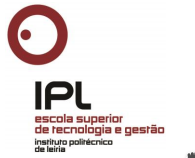 IPL
escola superior
de tecnologia e gestão
instituto politécnico
de leiria